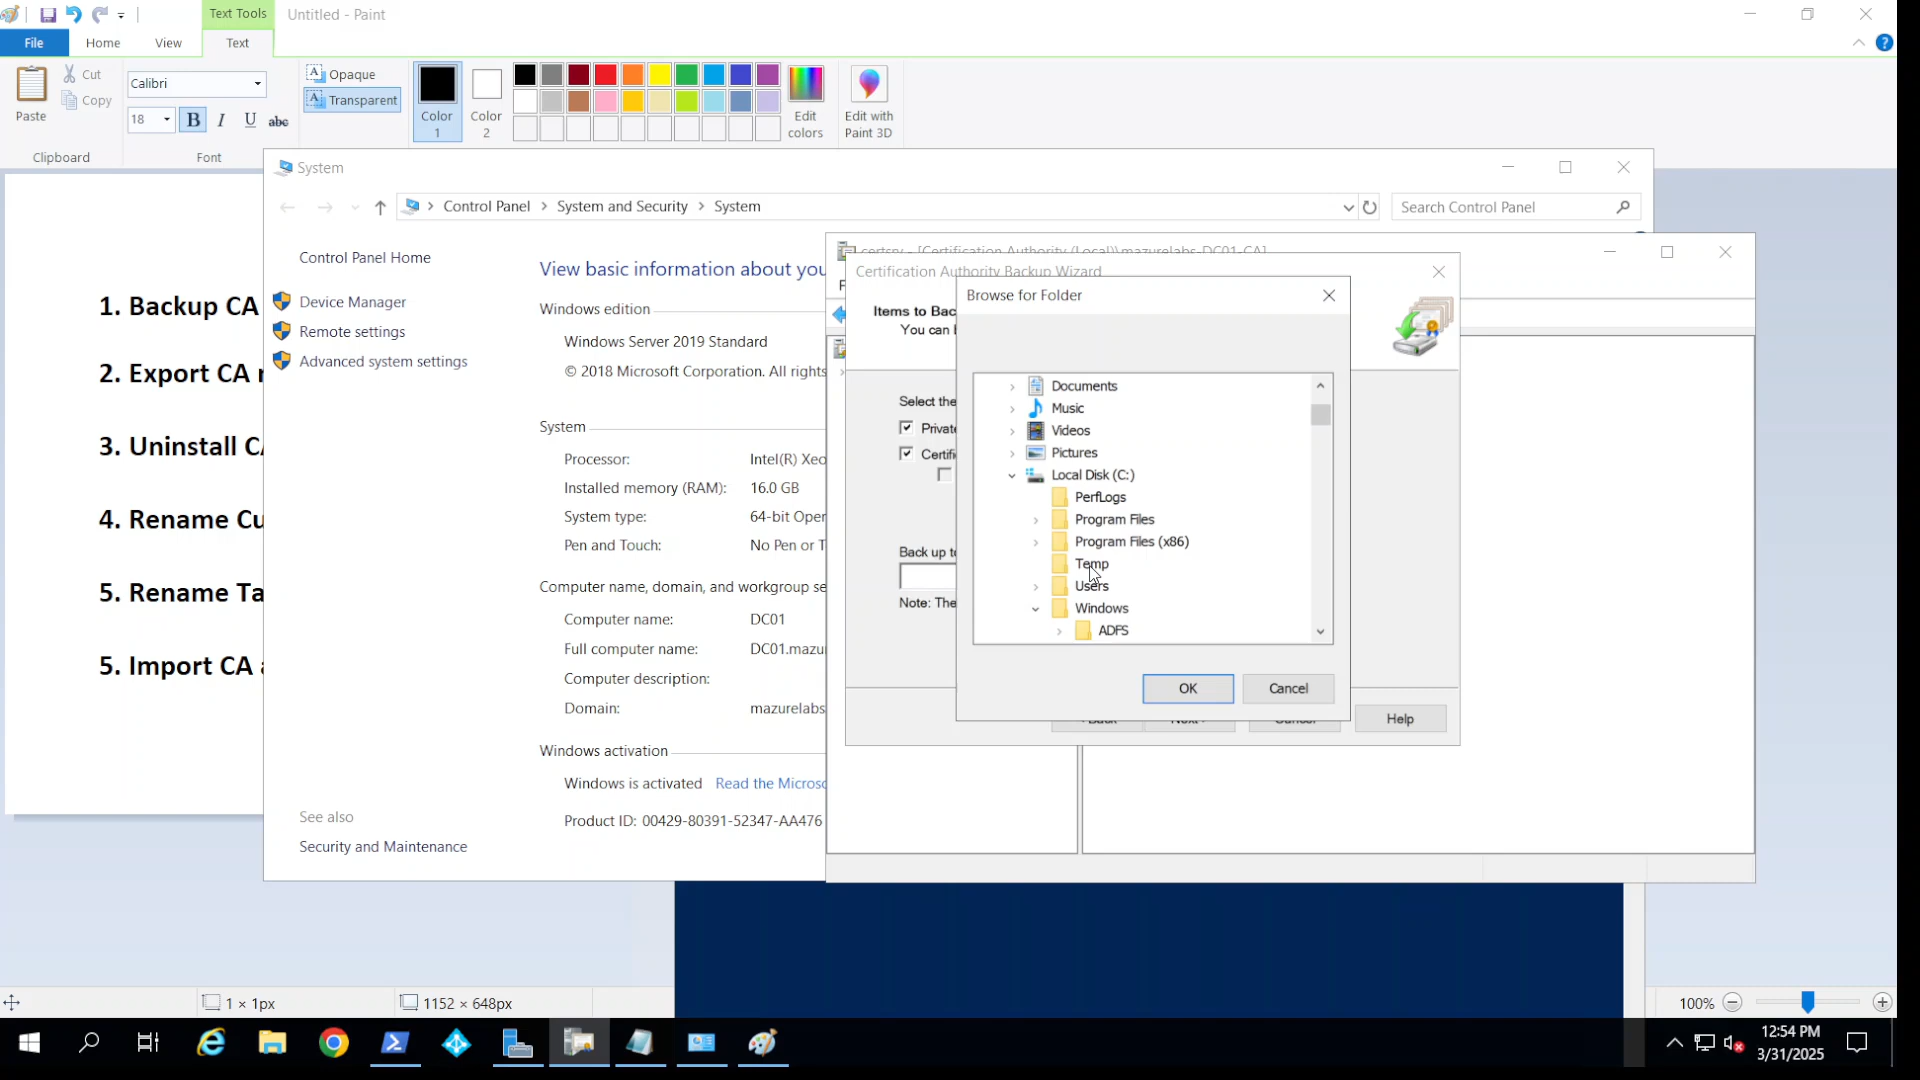 Text Tools
Untitled - Paint
File
Home
View
Text
Paste
Cut
Copy
Clipboard
Calibri
18
B
I
U
abc
Font
Opaque
Transparent
Color
1
Color
2
Edit
colors
Edit with
Paint 3D
1. Backup CA
2. Export CA
3. Uninstall
4. Rename
5. Rename
5. Import CA
System
Control Panel > System and Security > System
Search Control Panel
Control Panel Home
Device Manager
Remote settings
Advanced system settings
See also
Security and Maintenance
View basic information about you
Windows edition
Windows Server 2019 Standard
© 2018 Microsoft Corporation. All rights
System
Processor:
Intel(R)
Installed memory (RAM):
16.0 GB
System type:
64-bit
Pen and Touch:
No Pen or
Computer name, domain, and workgroup
Computer name:
DC01
Full computer name:
DC01.mazu
Computer description:
Domain:
mazurelabs
Windows activation
Windows is activated
Read the
Product ID: 00429-80391-52347-AA476
certsrv - [Certification Authority (Local)\mazurelabs-DC01-CA]
Certification Authority Backup Wizard
Items to
You can
Select the
Back up
Note: The
Help
Browse for Folder
Documents
Music
Videos
Pictures
Local Disk (C:)
PerfLogs
Program Files
Program Files (x86)
Temp
Users
Windows
ADFS
OK
Cancel
1 × 1px
1152 × 648px
100%
12:54 PM
3/31/2025